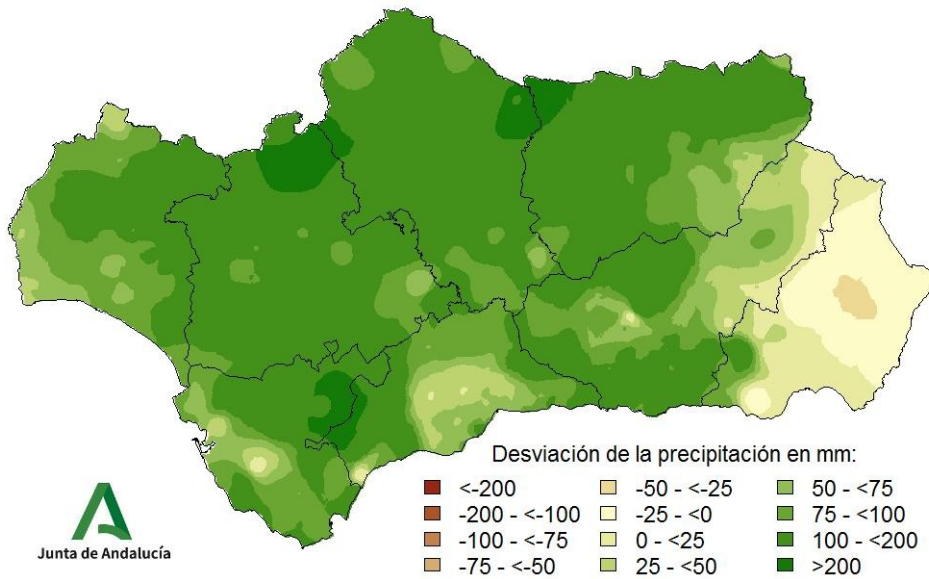 Desviación de la precipitación en mm:
<-200
-200 - <-100
-100 - <-75
-75 - <-50
-50 - <-25
-25 - <0
0 - <25
25 - <50
50 - <75
75 - <100
100 - <200
>200
Junta de Andalucía